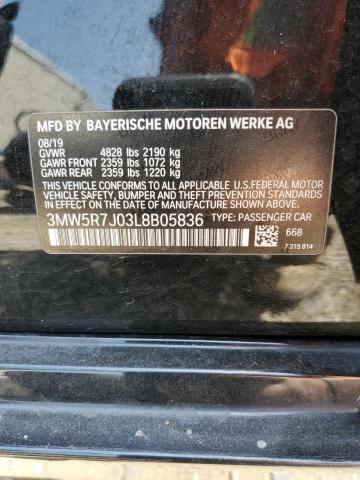 MFD BY BAYERISCHE MOTOREN WERKE AG
08/19
GVWR 4828 lbs 2190 kg
GAWR FRONT 2359 lbs 1072 kg
GAWR REAR 2359 lbs 1220 kg
THIS VEHICLE CONFORMS TO ALL APPLICABLE U.S.FEDERAL MOTOR
VEHICLE SAFETY, BUMPER, AND THEFT PREVENTION STANDARDS
IN EFFECT ON THE DATE OF MANUFACTURE SHOWN ABOVE.
3MW5R7J03L8B05836 TYPE: PASSENGER CAR
668
7 315 814